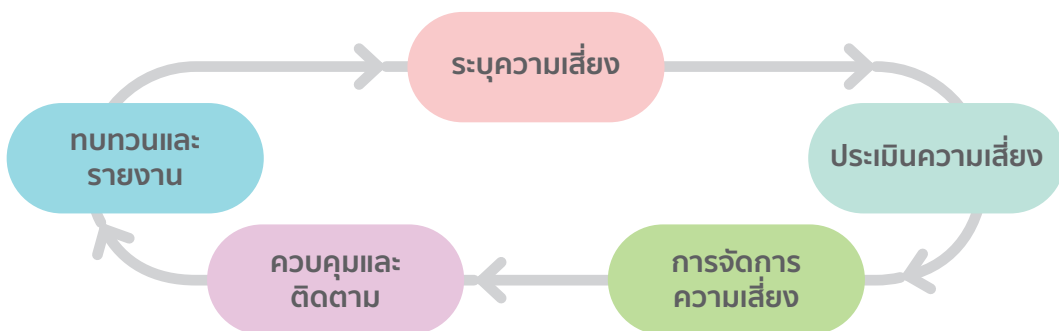 ระบุความเสี่ยง
ประเมินความเสี่ยง
การจัดการ
ความเสี่ยง
ควบคุมและ
ติดตาม
ทบทวนและ
รายงาน